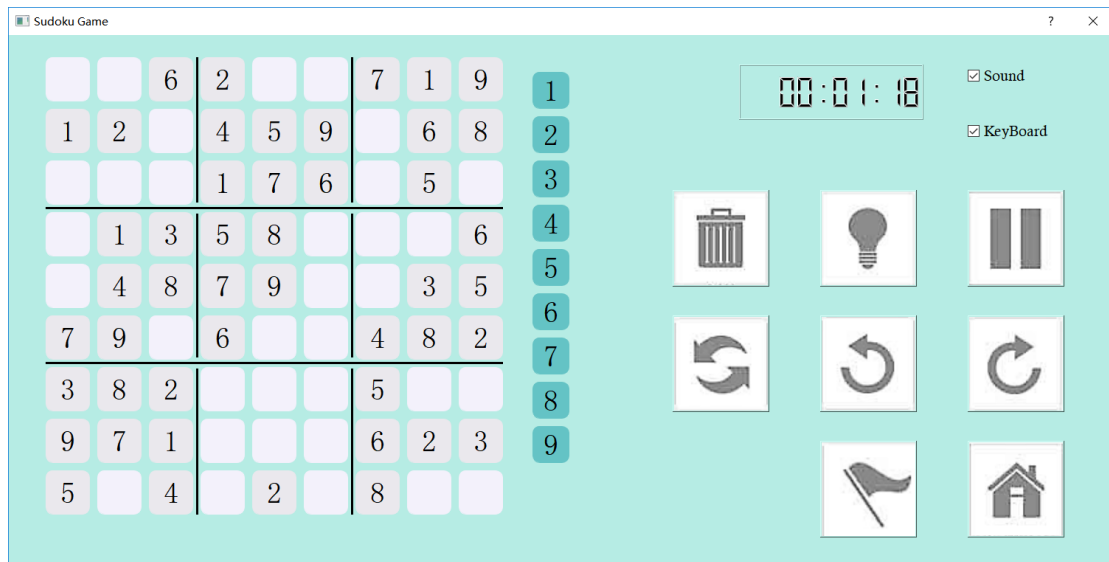 Sudoku Game
?
6 2 7 1 9
1 2 4 5 9 6 8
1 7 6 5
1 3 5 8 6
4 8 7 9 3 5
7 9 6 4 8 2
3 8 2 5
9 7 1 6 2 3
5 4 2 8
1
2
3
4
5
6
7
8
9
00:01:18
Sound
KeyBoard